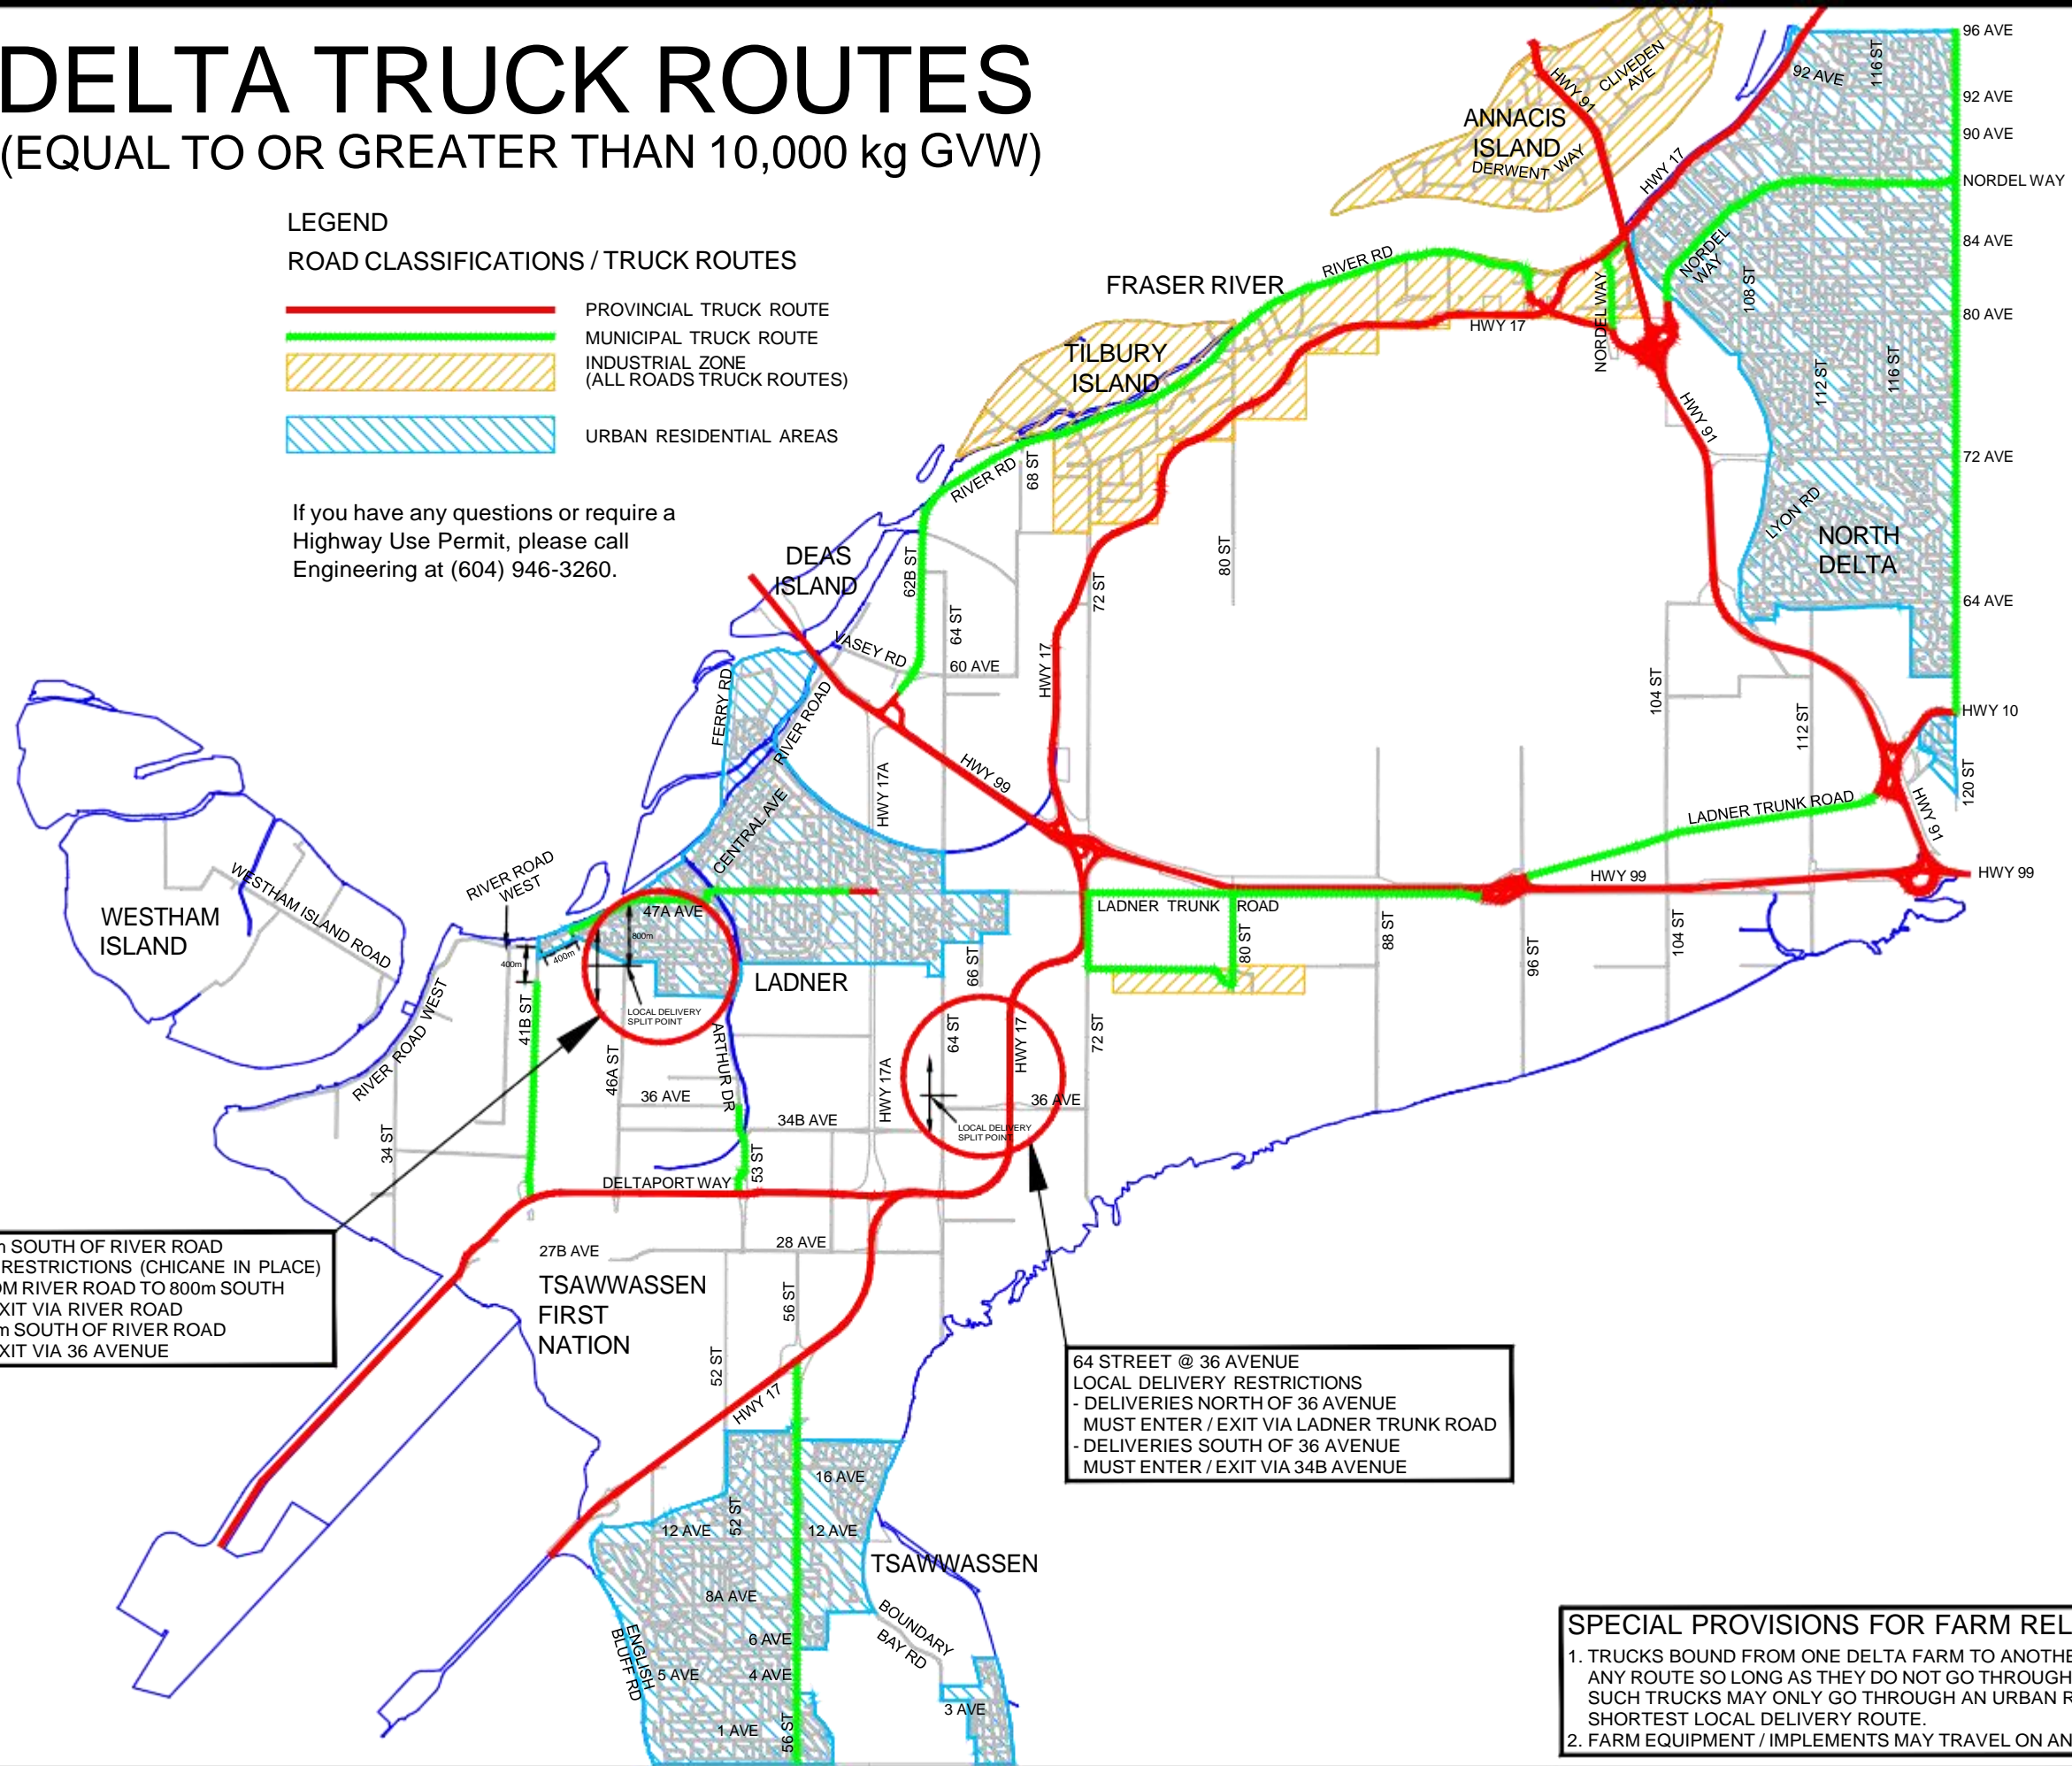 DELTA TRUCK ROUTES
(EQUAL TO OR GREATER THAN 10,000 kg GVW)
LEGEND
ROAD CLASSIFICATIONS / TRUCK ROUTES
PROVINCIAL TRUCK ROUTE
MUNICIPAL TRUCK ROUTE
INDUSTRIAL ZONE
(ALL ROADS TRUCK ROUTES)
URBAN RESIDENTIAL AREAS
If you have any questions or require a
Highway Use Permit, please call
Engineering at (604) 946-3260.
96 AVE
92 AVE
90 AVE
NORDEL WAY
84 AVE
80 AVE
72 AVE
64 AVE
HWY 10
120 ST
HWY 99
116 ST
92 AVE
CLIVEDEN
AVE
HWY 91
ANNACIS
ISLAND
DERWENT WAY
HWY 17
NORDEL
WAY
108 ST
NORDEL WAY
112 ST
116 ST
RIVER RD
FRASER RIVER
HWY 17
TILBURY
ISLAND
HWY 91
LYON RD
NORTH
DELTA
RIVER RD
68 ST
80 ST
72 ST
DEAS
ISLAND
62B ST
64 ST
VASEY RD
60 AVE
HWY 17
104 ST
112 ST
FERRY RD
RIVER ROAD
HWY 99
HWY 17A
CENTRAL AVE
LADNER TRUNK ROAD
HWY 91
HWY 99
RIVER ROAD
WEST
WESTHAM ISLAND ROAD
WESTHAM
ISLAND
47A AVE
800m
400m
400m
LADNER TRUNK ROAD
80 ST
88 ST
96 ST
104 ST
66 ST
LADNER
LOCAL DELIVERY
SPLIT POINT
41B ST
RIVER ROAD WEST
ARTHUR DR
46A ST
HWY 17A
64 ST
HWY 17
72 ST
36 AVE
36 AVE
34B AVE
LOCAL DELIVERY
SPLIT POINT
34 ST
53 ST
DELTAPORT WAY
27B AVE
28 AVE
TSAWWASSEN
FIRST
NATION
56 ST
52 ST
HWY 17
m SOUTH OF RIVER ROAD
RESTRICTIONS (CHICANE IN PLACE)
OM RIVER ROAD TO 800m SOUTH
EXIT VIA RIVER ROAD
m SOUTH OF RIVER ROAD
EXIT VIA 36 AVENUE
64 STREET @ 36 AVENUE
LOCAL DELIVERY RESTRICTIONS
- DELIVERIES NORTH OF 36 AVENUE
MUST ENTER / EXIT VIA LADNER TRUNK ROAD
- DELIVERIES SOUTH OF 36 AVENUE
MUST ENTER / EXIT VIA 34B AVENUE
16 AVE
52 ST
12 AVE
12 AVE
TSAWWASSEN
8A AVE
BOUNDARY
BAY RD
ENGLISH
BLUFF RD
6 AVE
5 AVE
4 AVE
3 AVE
1 AVE
56 ST
SPECIAL PROVISIONS FOR FARM REL
1. TRUCKS BOUND FROM ONE DELTA FARM TO ANOTHE
ANY ROUTE SO LONG AS THEY DO NOT GO THROUGH
SUCH TRUCKS MAY ONLY GO THROUGH AN URBAN R
SHORTEST LOCAL DELIVERY ROUTE.
2. FARM EQUIPMENT / IMPLEMENTS MAY TRAVEL ON AN